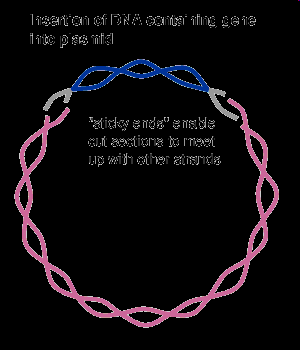 Insertion of DNA containing gene
into plasmid
"sticky ends" enable
cut sections to meet
up with other strands